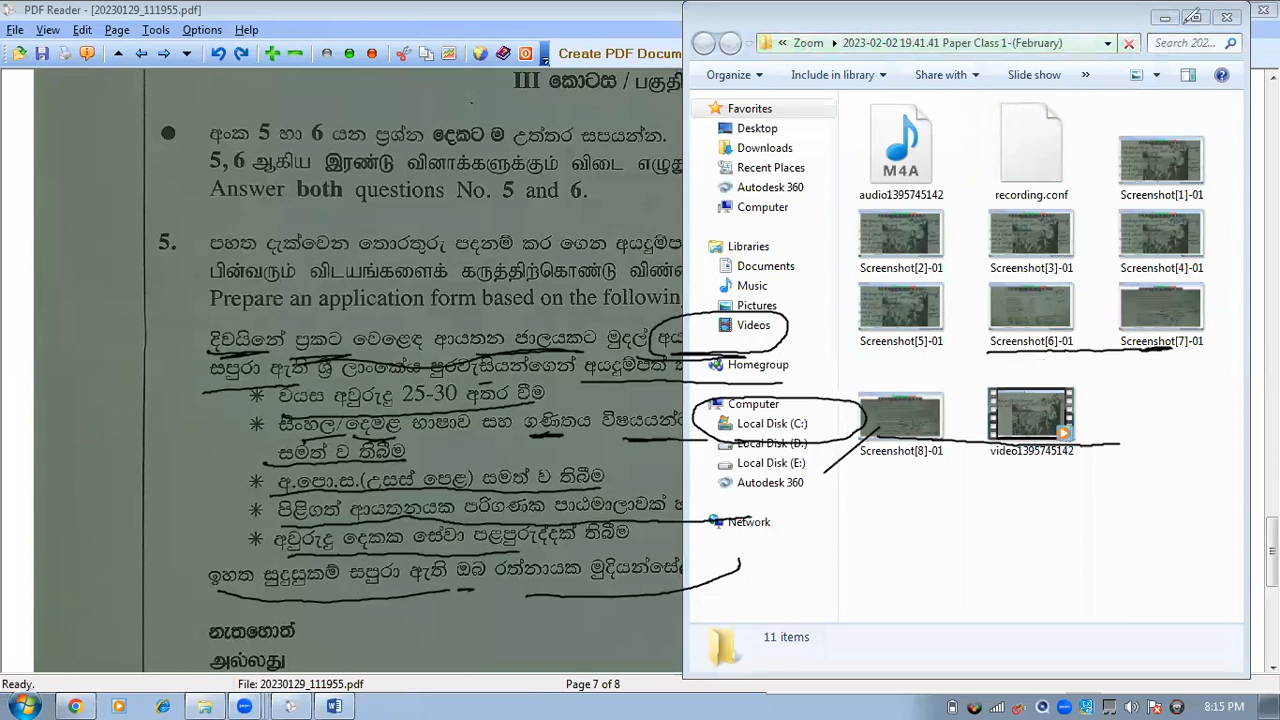 PDF Reader - [20230129_111955.pdf]
File Edit View Page Tools Options Help
Create PDF Docum
III කොටස / பகுதி
● අංක 5 හා 6 යන ප්‍රශ්න දෙකට ම උත්තර සපයන්න.
5, 6 ஆகிய இரண்டு வினாக்களுக்கும் விடை எழுது
Answer both questions No. 5 and 6.
5. පහත දැක්වෙන තොරතුරු පදනම් කර ගෙන අයදුම්ප
பின்வரும் விடயங்களைக் கருத்திற்கொண்டு விண்
Prepare an application form based on the following
දිවයිනේ ප්‍රකට වෙළෙඳ ආයතන ජාලයකට මුදල් අය
සපුරා ඇති ශ්‍රී ලාංකේය පුරවැසියන්ගෙන් අයදුම්පත්
* වයස අවුරුදු 25-30 අතර වීම
* සිංහල/දෙමළ භාෂාව සහ ගණිතය විෂයයන්
සමත් ව තිබීම
* අ.පො.ස.(උසස් පෙළ) සමත් ව තිබීම
* පිළිගත් ආයතනයක පරිගණක පාඨමාලාවක්
* අවුරුදු දෙකක සේවා පළපුරුද්දක් තිබීම
ඉහත සුදුසුකම් සපුරා ඇති ඔබ රත්නායක මුදියන්සේ
නැතහොත්
அல்லது
Ready. File: 20230129_111955.pdf Page 7 of 8
Zoom 2023-02-02 19.41.41 Paper Class 1-(February) Search 202...
Organize Include in library Share with Slide show »
Favorites
Desktop
Downloads
Recent Places
Autodesk 360
Computer
Libraries
Documents
Music
Pictures
Videos
Homegroup
Computer
Local Disk (C:)
Local Disk (D:)
Local Disk (E:)
Autodesk 360
Network
M4A
audio1395745142 recording.conf Screenshot[1]-01
Screenshot[2]-01 Screenshot[3]-01 Screenshot[4]-01
Screenshot[5]-01 Screenshot[6]-01 Screenshot[7]-01
Screenshot[8]-01 video1395745142
11 items
8:15 PM